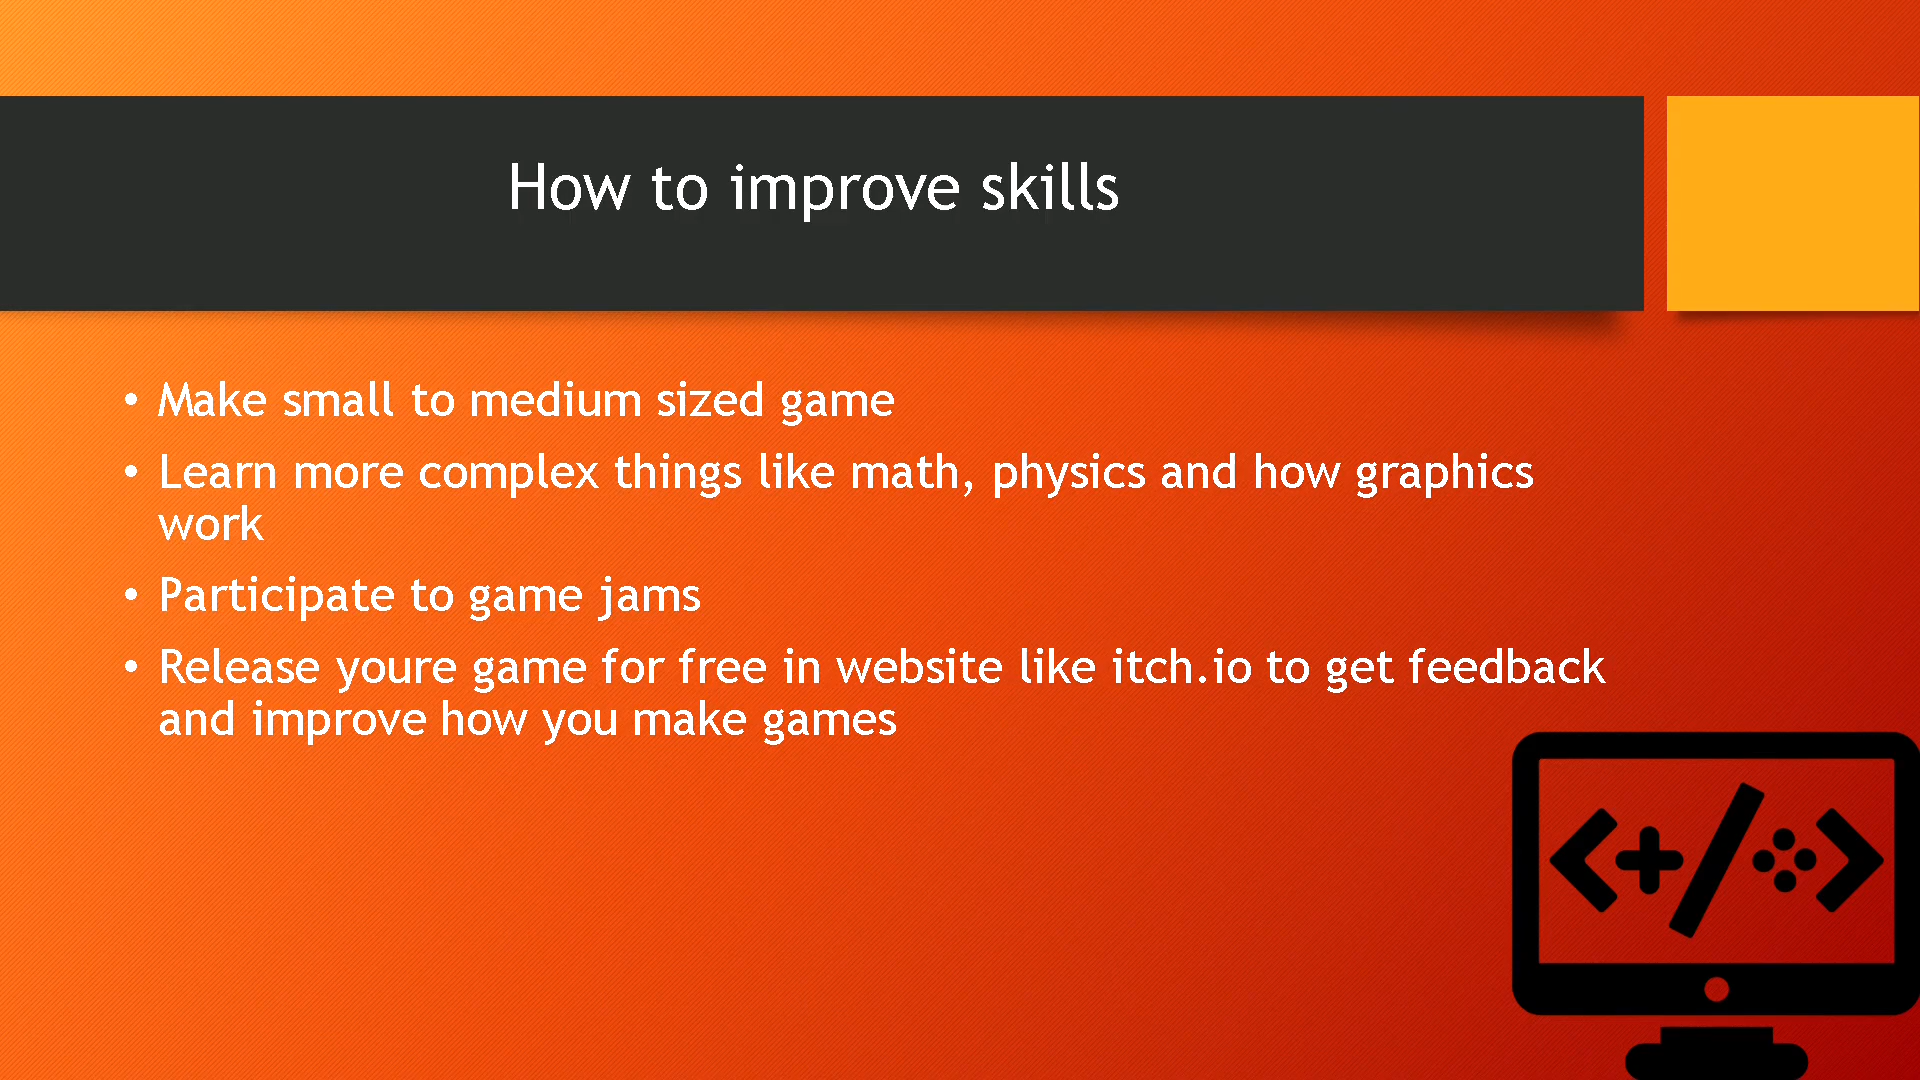 How to improve skills
• Make small to medium sized game
• Learn more complex things like math, physics and how graphics
work
• Participate to game jams
• Release youre game for free in website like itch.io to get feedback
and improve how you make games